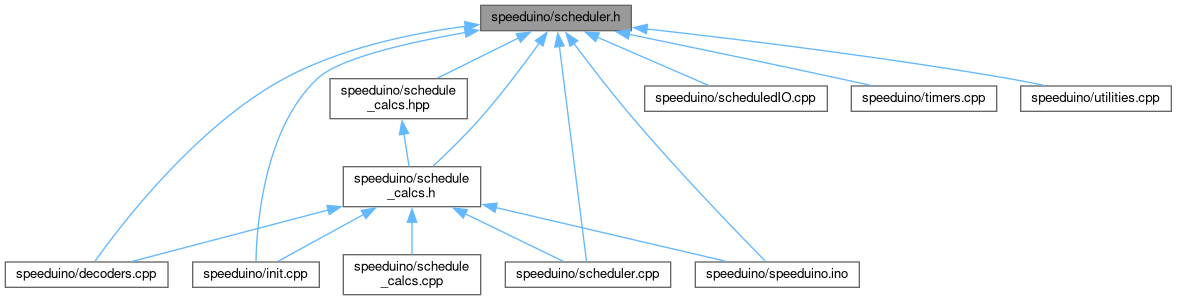 speeduino/scheduler.h
speeduino/schedule
_calcs.hpp
speeduino/scheduledIO.cpp
speeduino/timers.cpp
speeduino/utilities.cpp
speeduino/schedule
_calcs.h
speeduino/decoders.cpp
speeduino/init.cpp
speeduino/schedule
_calcs.cpp
speeduino/scheduler.cpp
speeduino/speeduino.ino